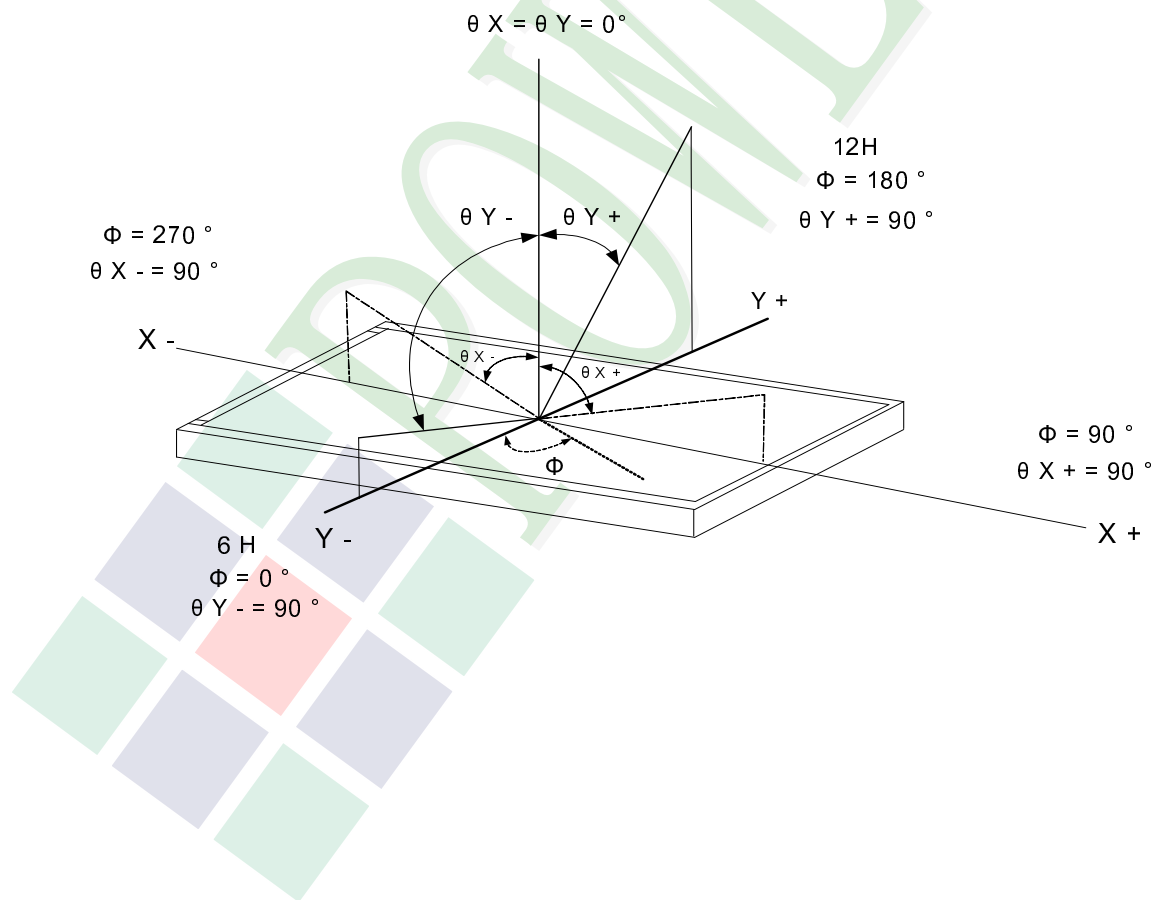 θ X = θ Y = 0°
12H
Φ = 180 °
θ Y + = 90 °
θ Y -
θ Y +
Φ = 270 °
θ X - = 90 °
Y +
X -
θ X -
θ X +
Φ = 90 °
θ X + = 90 °
Φ
X +
Y -
6 H
Φ = 0 °
θ Y - = 90 °